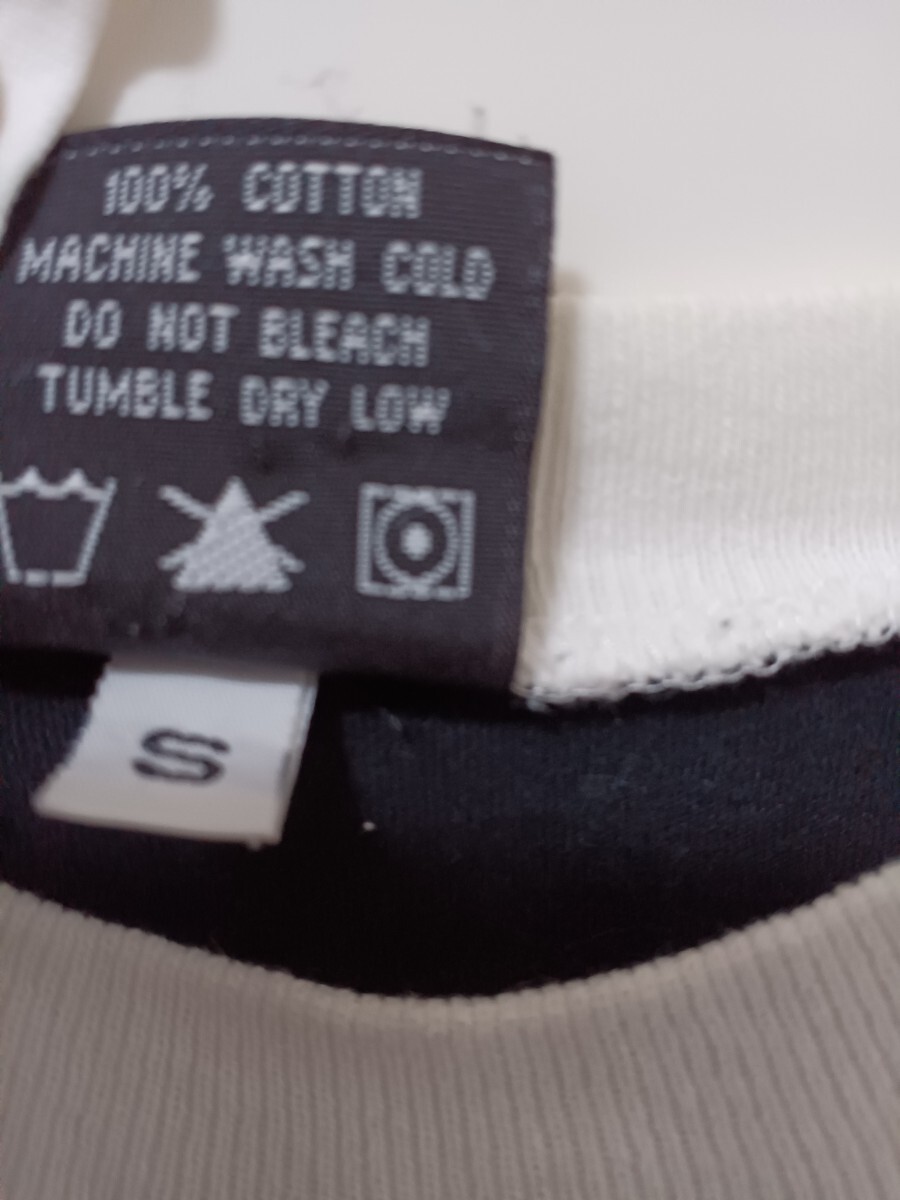 100% COTTON
MACHINE WASH COLD
DO NOT BLEACH
TUMBLE DRY LOW
S